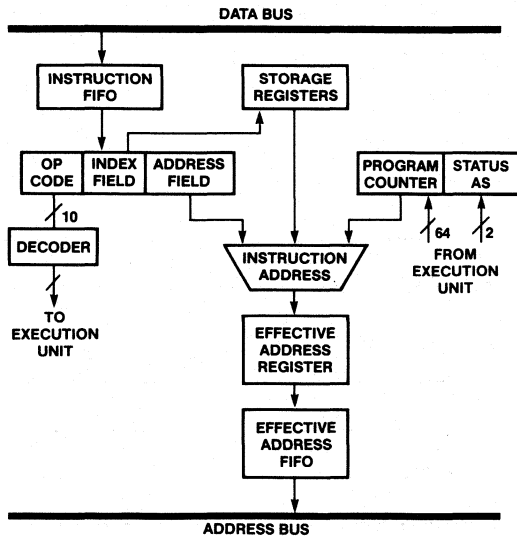 DATA BUS
INSTRUCTION
FIFO
STORAGE
REGISTERS
OP
CODE
INDEX
FIELD
ADDRESS
FIELD
PROGRAM
COUNTER
STATUS
AS
10
DECODER
TO
EXECUTION
UNIT
64
2
FROM
EXECUTION
UNIT
INSTRUCTION
ADDRESS
EFFECTIVE
ADDRESS
REGISTER
EFFECTIVE
ADDRESS
FIFO
ADDRESS BUS